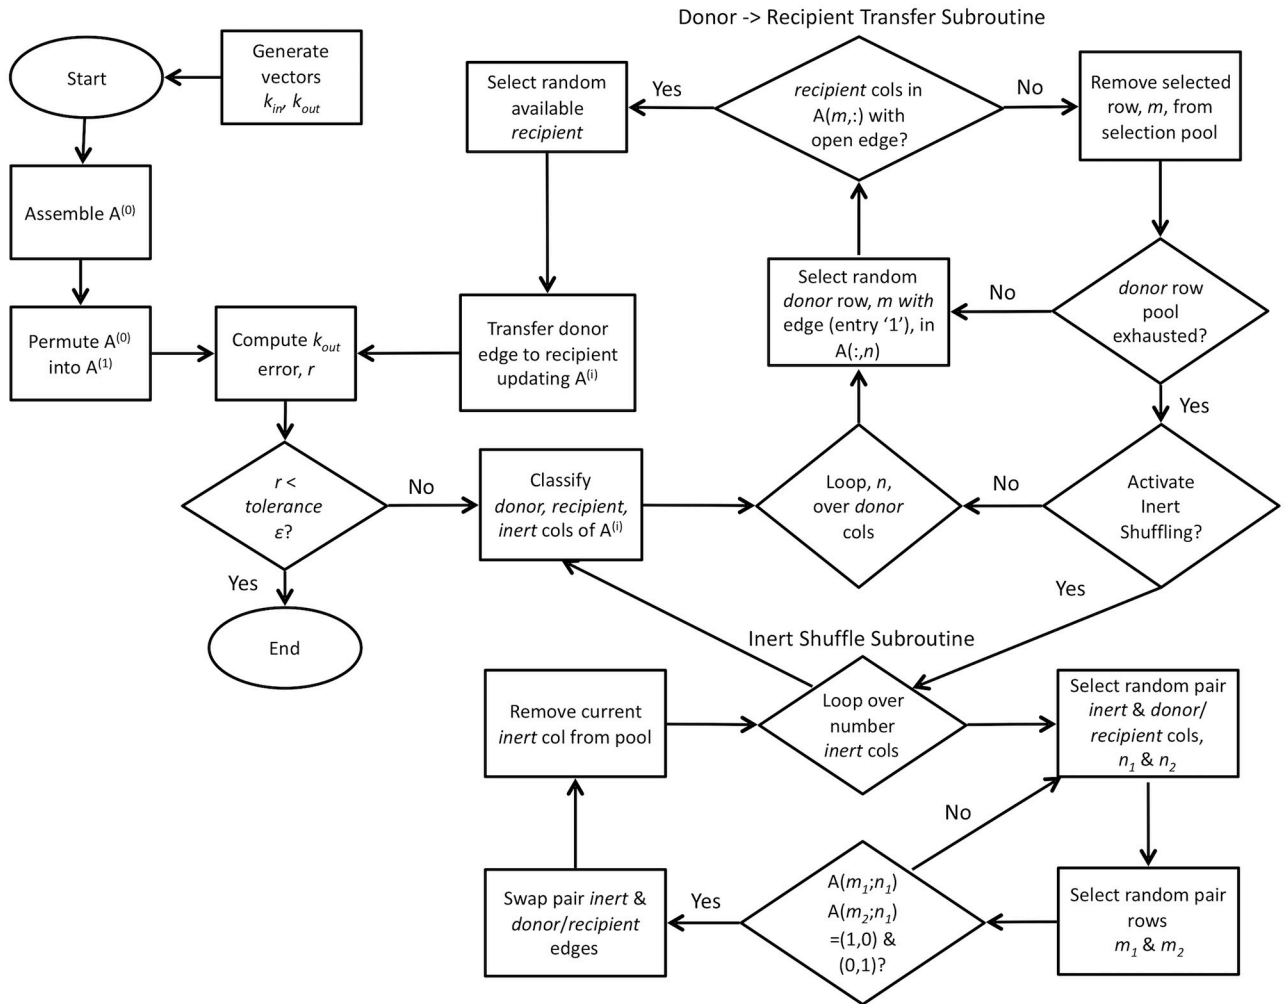 Donor -> Recipient Transfer Subroutine
Start
Generate
vectors
k_in, k_out
Select random
available
recipient
Yes
recipient cols in
A(m,:) with
open edge?
No
Remove selected
row, m, from
selection pool
Assemble A^(0)
Permute A^(0)
into A^(1)
Compute k_out
error, r
Transfer donor
edge to recipient
updating A^(i)
Select random
donor row, m with
edge (entry ‘1’), in
A(:,n)
No
donor row
pool
exhausted?
Yes
r <
tolerance
ε?
No
Classify
donor, recipient,
inert cols of A^(i)
Loop, n,
over donor
cols
No
Activate
Inert
Shuffling?
Yes
Yes
End
Inert Shuffle Subroutine
Remove current
inert col from pool
Loop over
number
inert cols
Select random pair
inert & donor/
recipient cols,
n_1 & n_2
No
Swap pair inert &
donor/recipient
edges
Yes
A(m_1;n_1)
A(m_2;n_1)
=(1,0) &
(0,1)?
Select random pair
rows
m_1 & m_2